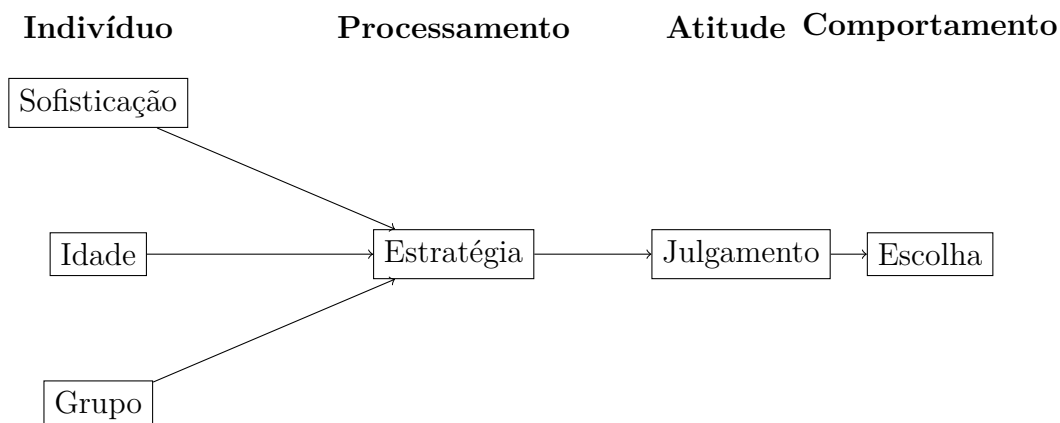 Indivíduo Processamento Atitude Comportamento
Sofisticação
Idade Estratégia Julgamento Escolha
Grupo